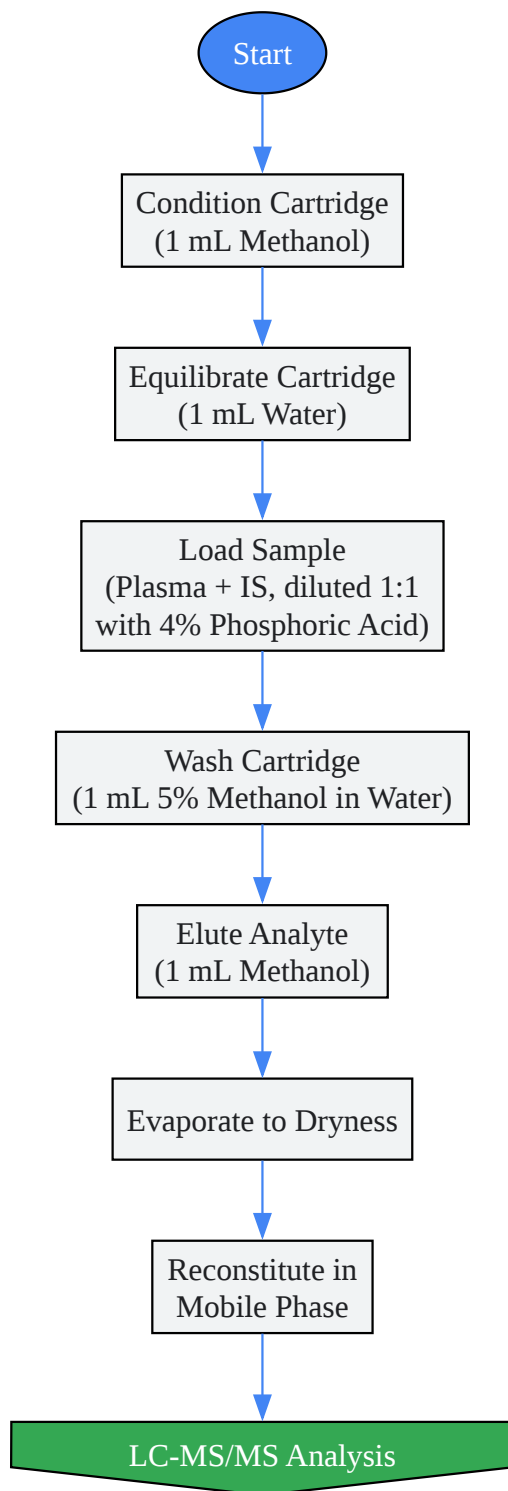 Start
Condition Cartridge
(1 mL Methanol)
Equilibrate Cartridge
(1 mL Water)
Load Sample
(Plasma + IS, diluted 1:1
with 4% Phosphoric Acid)
Wash Cartridge
(1 mL 5% Methanol in Water)
Elute Analyte
(1 mL Methanol)
Evaporate to Dryness
Reconstitute in
Mobile Phase
LC-MS/MS Analysis